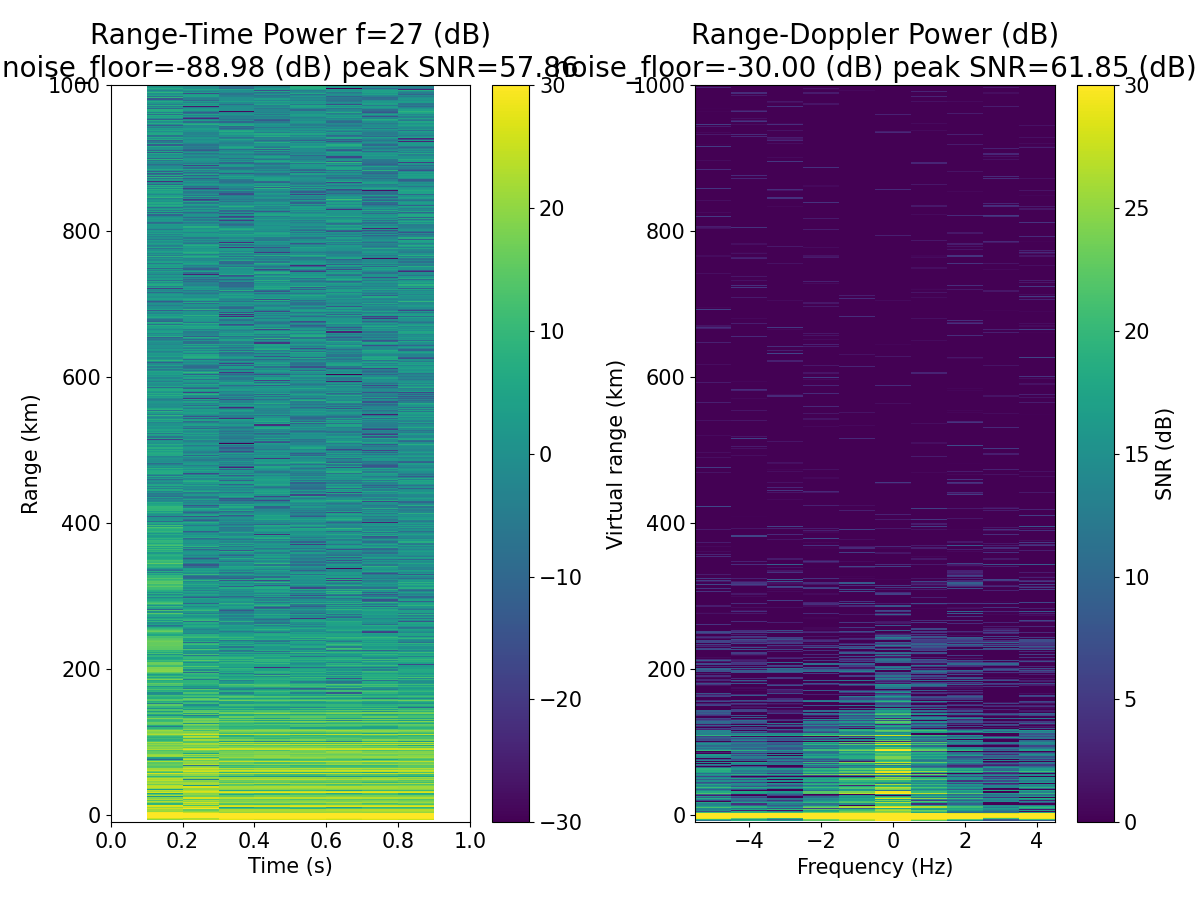 Range-Time Power f=27 (dB)
noise_floor=-88.98 (dB) peak SNR=57.86
Range-Doppler Power (dB)
noise_floor=-30.00 (dB) peak SNR=61.85 (dB)
1000
800
600
400
200
0
Range (km)
0.0 0.2 0.4 0.6 0.8 1.0
Time (s)
30
20
10
0
−10
−20
−30
1000
800
600
400
200
0
Virtual range (km)
−4 −2 0 2 4
Frequency (Hz)
30
25
20
15
10
5
0
SNR (dB)